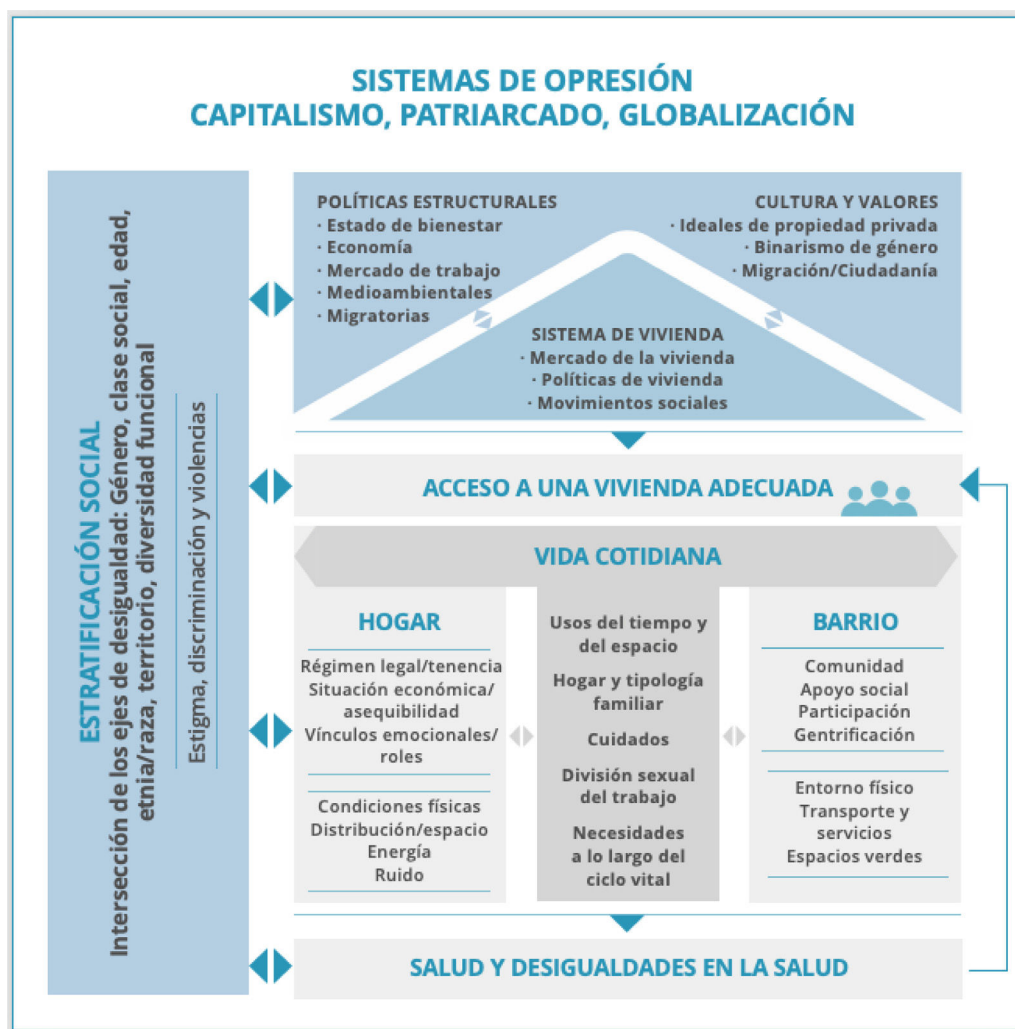 SISTEMAS DE OPRESIÓN
CAPITALISMO, PATRIARCADO, GLOBALIZACIÓN
ESTRATIFICACIÓN SOCIAL
Intersección de los ejes de desigualdad: Género, clase social, edad,
etnia/raza, territorio, diversidad funcional
Estigma, discriminación y violencias
POLÍTICAS ESTRUCTURALES
· Estado de bienestar
· Economía
· Mercado de trabajo
· Medioambientales
· Migratorias
CULTURA Y VALORES
· Ideales de propiedad privada
· Binarismo de género
· Migración/Ciudadanía
SISTEMA DE VIVIENDA
· Mercado de la vivienda
· Políticas de vivienda
· Movimientos sociales
ACCESO A UNA VIVIENDA ADECUADA
VIDA COTIDIANA
HOGAR
Régimen legal/tenencia
Situación económica/
asequibilidad
Vínculos emocionales/
roles
Condiciones físicas
Distribución/espacio
Energía
Ruido
Usos del tiempo y
del espacio
Hogar y tipología
familiar
Cuidados
División sexual
del trabajo
Necesidades
a lo largo del
ciclo vital
BARRIO
Comunidad
Apoyo social
Participación
Gentrificación
Entorno físico
Transporte y
servicios
Espacios verdes
SALUD Y DESIGUALDADES EN LA SALUD